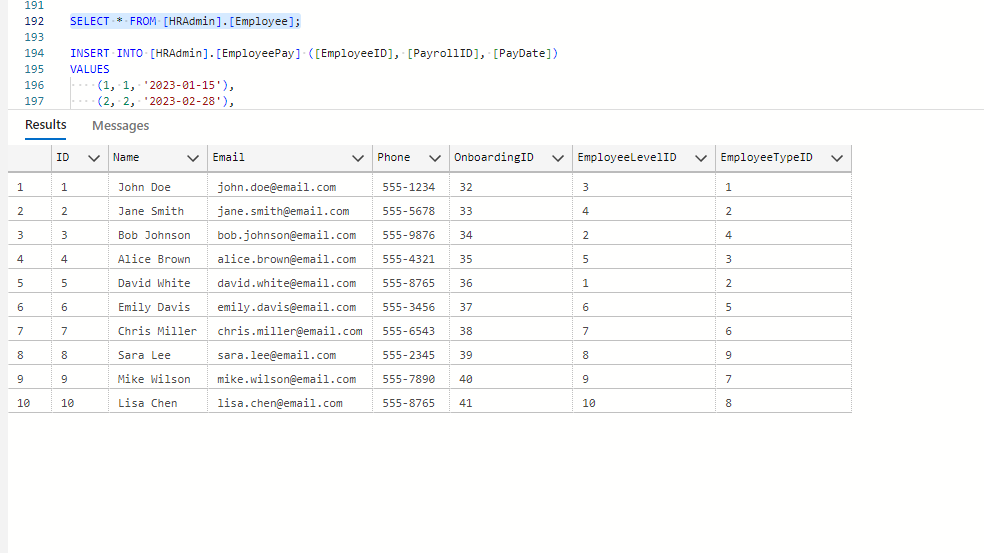 191
192 SELECT * FROM [HRAdmin].[Employee];
193
194 INSERT INTO [HRAdmin].[EmployeePay] ([EmployeeID], [PayrollID], [PayDate])
195 VALUES
196 (1, 1, '2023-01-15'),
197 (2, 2, '2023-02-28'),
Results Messages
ID Name Email Phone OnboardingID EmployeeLevelID EmployeeTypeID
1 1 John Doe john.doe@email.com 555-1234 32 3 1
2 2 Jane Smith jane.smith@email.com 555-5678 33 4 2
3 3 Bob Johnson bob.johnson@email.com 555-9876 34 2 4
4 4 Alice Brown alice.brown@email.com 555-4321 35 5 3
5 5 David White david.white@email.com 555-8765 36 1 2
6 6 Emily Davis emily.davis@email.com 555-3456 37 6 5
7 7 Chris Miller chris.miller@email.com 555-6543 38 7 6
8 8 Sara Lee sara.lee@email.com 555-2345 39 8 9
9 9 Mike Wilson mike.wilson@email.com 555-7890 40 9 7
10 10 Lisa Chen lisa.chen@email.com 555-8765 41 10 8